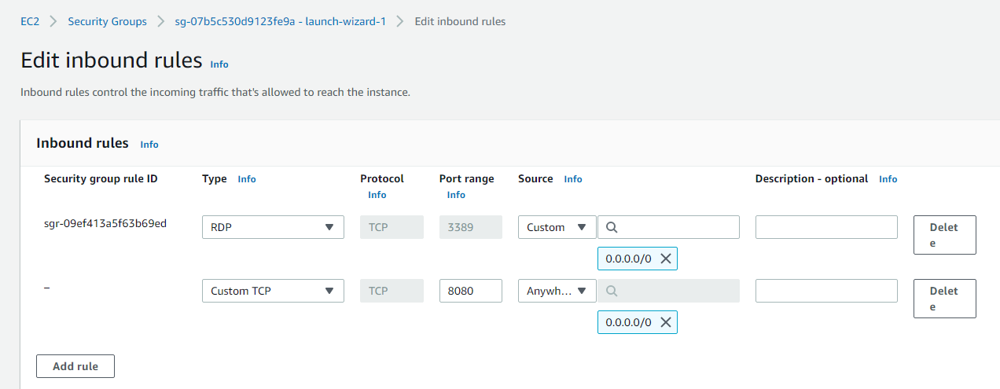 EC2 > Security Groups > sg-07b5c530d9123fe9a - launch-wizard-1 > Edit inbound rules
Edit inbound rules Info
Inbound rules control the incoming traffic that's allowed to reach the instance.
Inbound rules Info
Security group rule ID Type Info Protocol Port range Source Info Description - optional Info
Info Info
sgr-09ef413a5f63b69ed RDP TCP 3389 Custom Delet
e
0.0.0.0/0
– Custom TCP TCP 8080 Anywh... Delet
e
0.0.0.0/0
Add rule